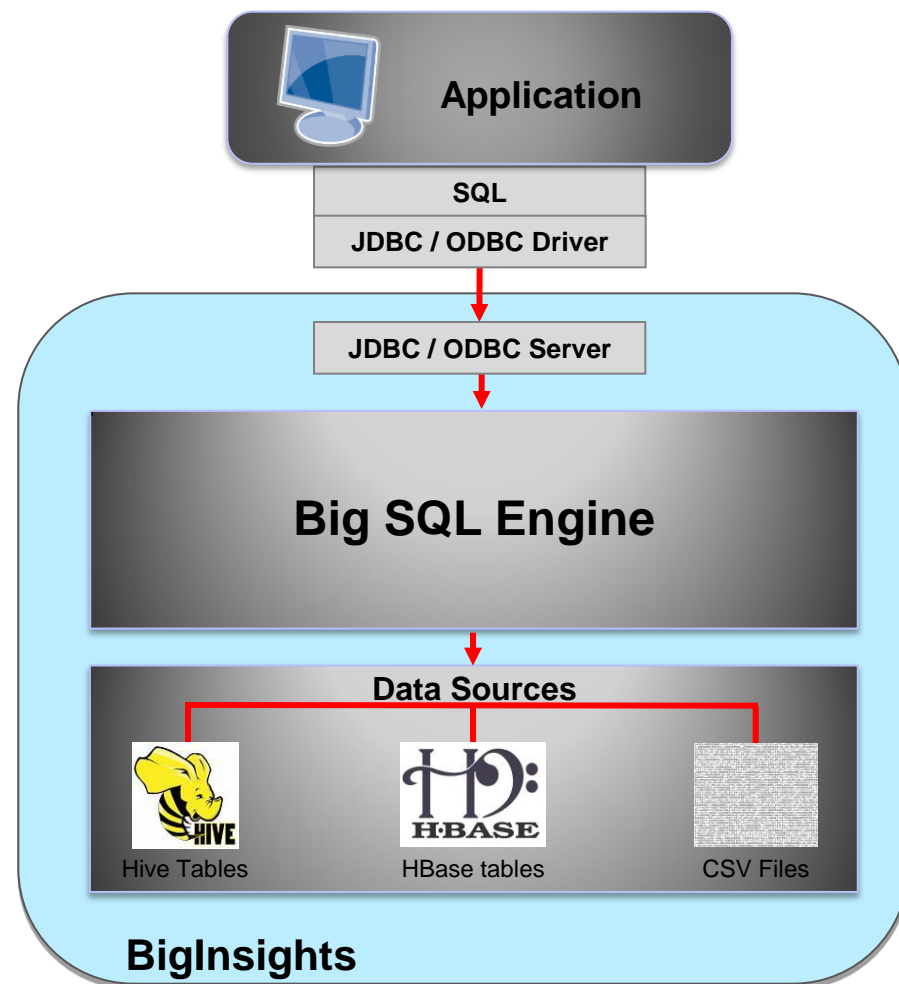 Application
SQL
JDBC / ODBC Driver
JDBC / ODBC Server
Big SQL Engine
Data Sources
HIVE
H·BASE
Hive Tables
HBase tables
CSV Files
BigInsights